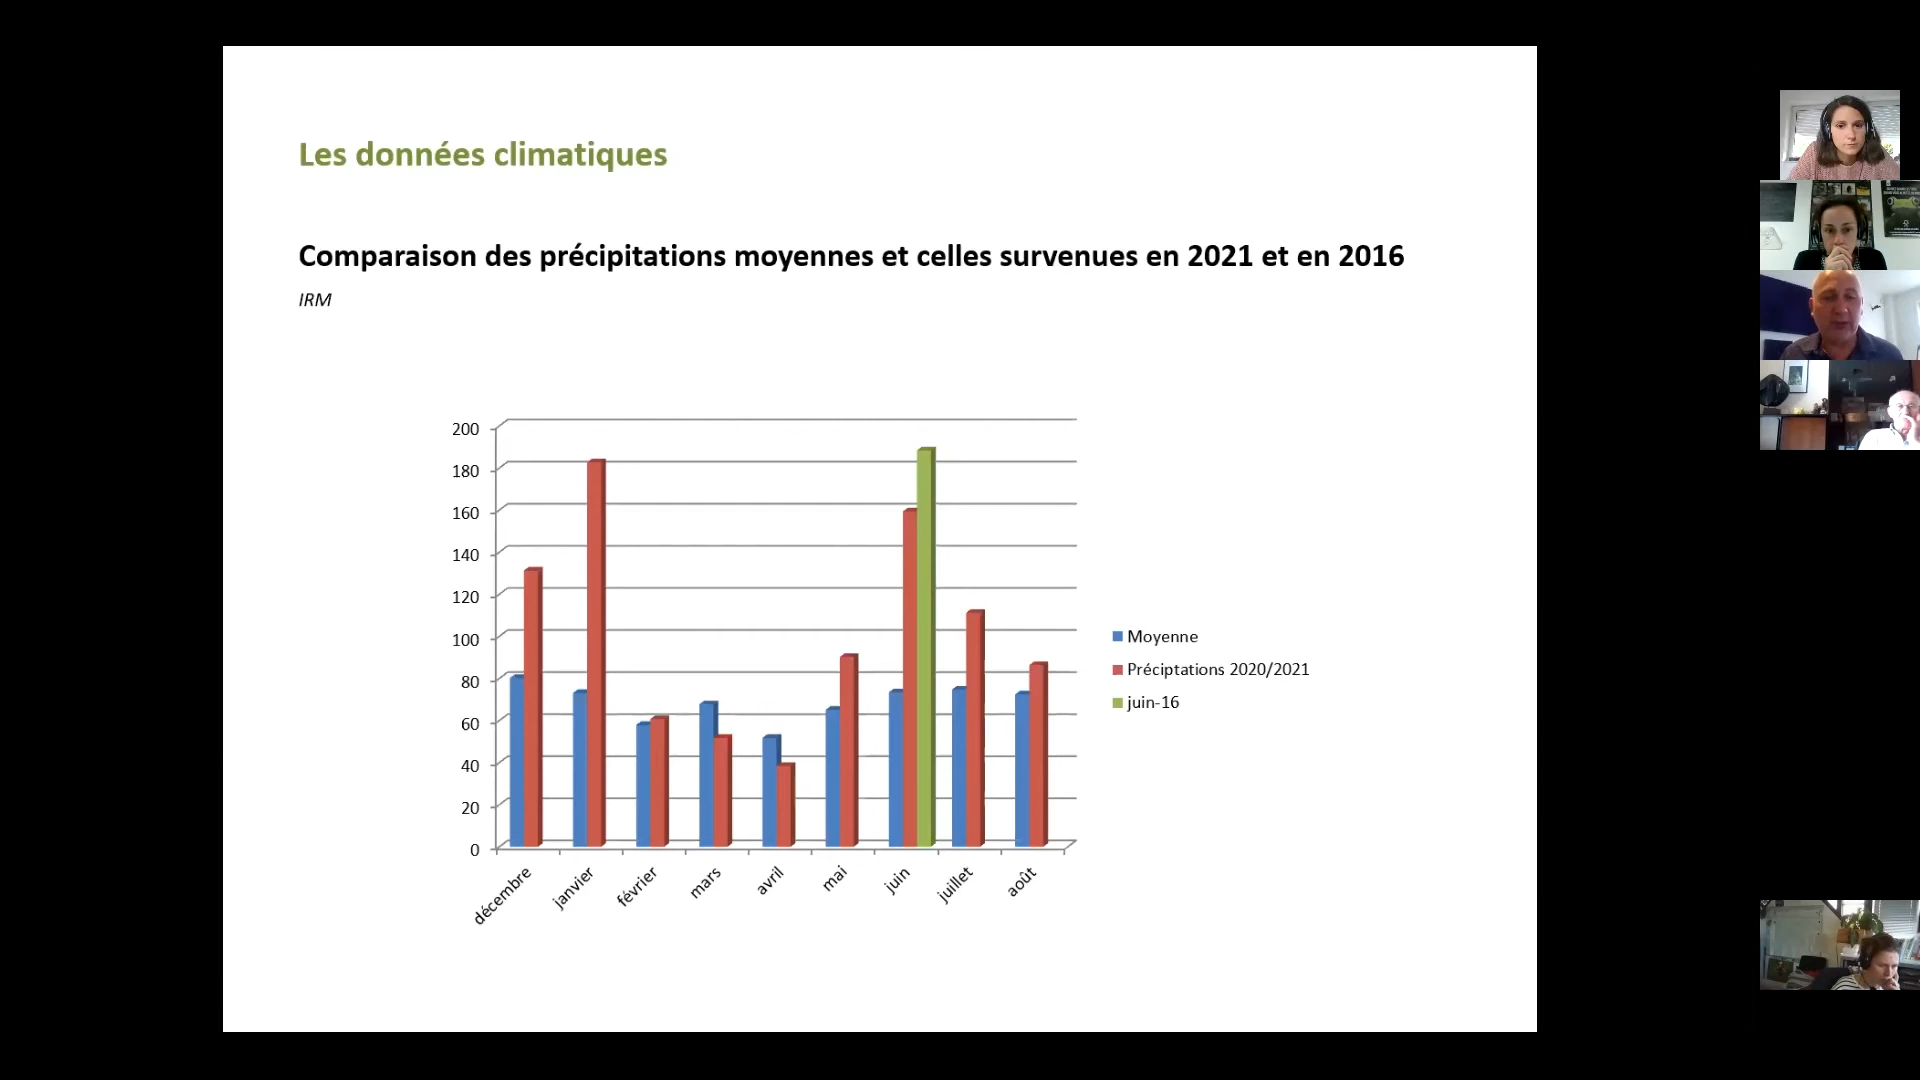 Les données climatiques
Comparaison des précipitations moyennes et celles survenues en 2021 et en 2016
IRM
200
180
160
140
120
100
80
60
40
20
0
décembre
janvier
février
mars
avril
mai
juin
juillet
août
Moyenne
Préciptations 2020/2021
juin-16